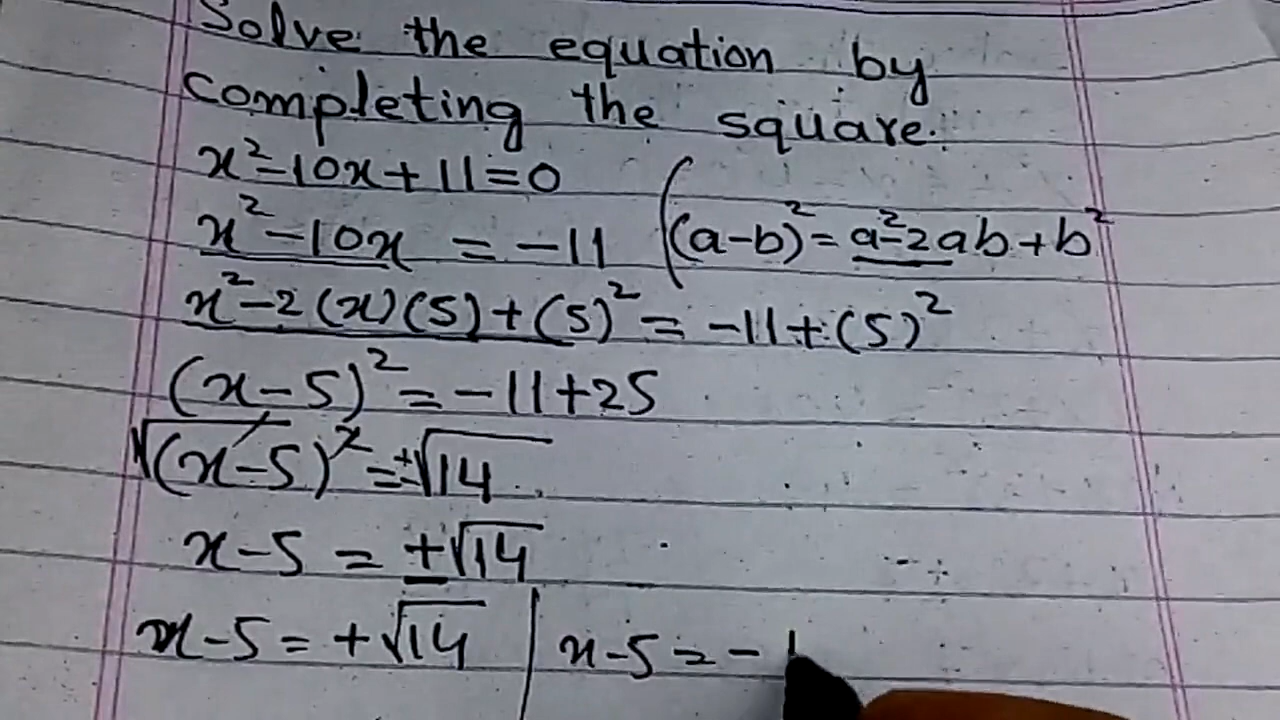 Solve the equation by
completing the square.
x²-10x+11=0
x²-10x = -11 (a-b)²=a²-2ab+b²
x²-2(x)(5)+(5)²=-11+(5)²
(x-5)²=-11+25
√(x-5)²=±√14
x-5=±√14
x-5=+√14 | x-5=-